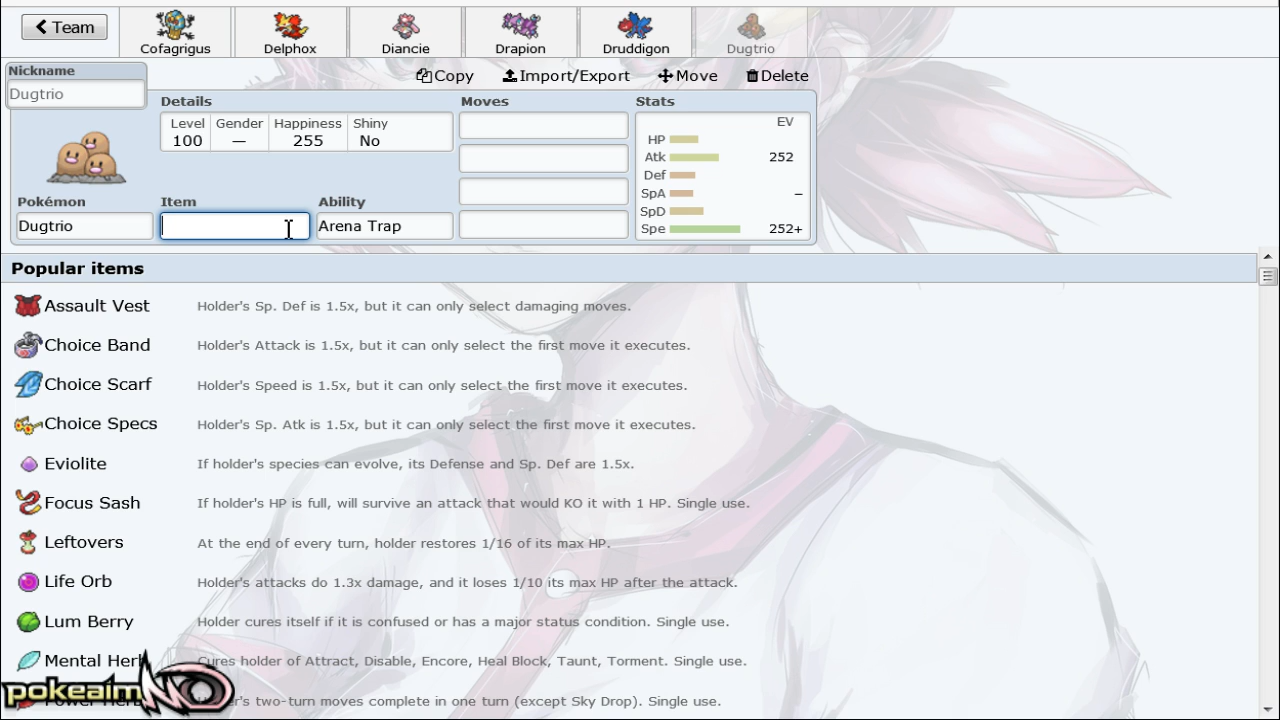 Team
Cofagrigus
Delphox
Diancie
Drapion
Druddigon
Dugtrio
Nickname
Dugtrio
Copy
Import/Export
Move
Delete
Details
Level
100
Gender
—
Happiness
255
Shiny
No
Pokémon
Dugtrio
Item
Ability
Arena Trap
Moves
Stats
EV
HP
Atk 252
Def
SpA –
SpD
Spe 252+
Popular items
Assault Vest Holder's Sp. Def is 1.5x, but it can only select damaging moves.
Choice Band Holder's Attack is 1.5x, but it can only select the first move it executes.
Choice Scarf Holder's Speed is 1.5x, but it can only select the first move it executes.
Choice Specs Holder's Sp. Atk is 1.5x, but it can only select the first move it executes.
Eviolite If holder's species can evolve, its Defense and Sp. Def are 1.5x.
Focus Sash If holder's HP is full, will survive an attack that would KO it with 1 HP. Single use.
Leftovers At the end of every turn, holder restores 1/16 of its max HP.
Life Orb Holder's attacks do 1.3x damage, and it loses 1/10 its max HP after the attack.
Lum Berry Holder cures itself if it is confused or has a major status condition. Single use.
Mental Herb Cures holder of Attract, Disable, Encore, Heal Block, Taunt, Torment. Single use.
two-turn moves complete in one turn (except Sky Drop). Single use.
pokeaimMD